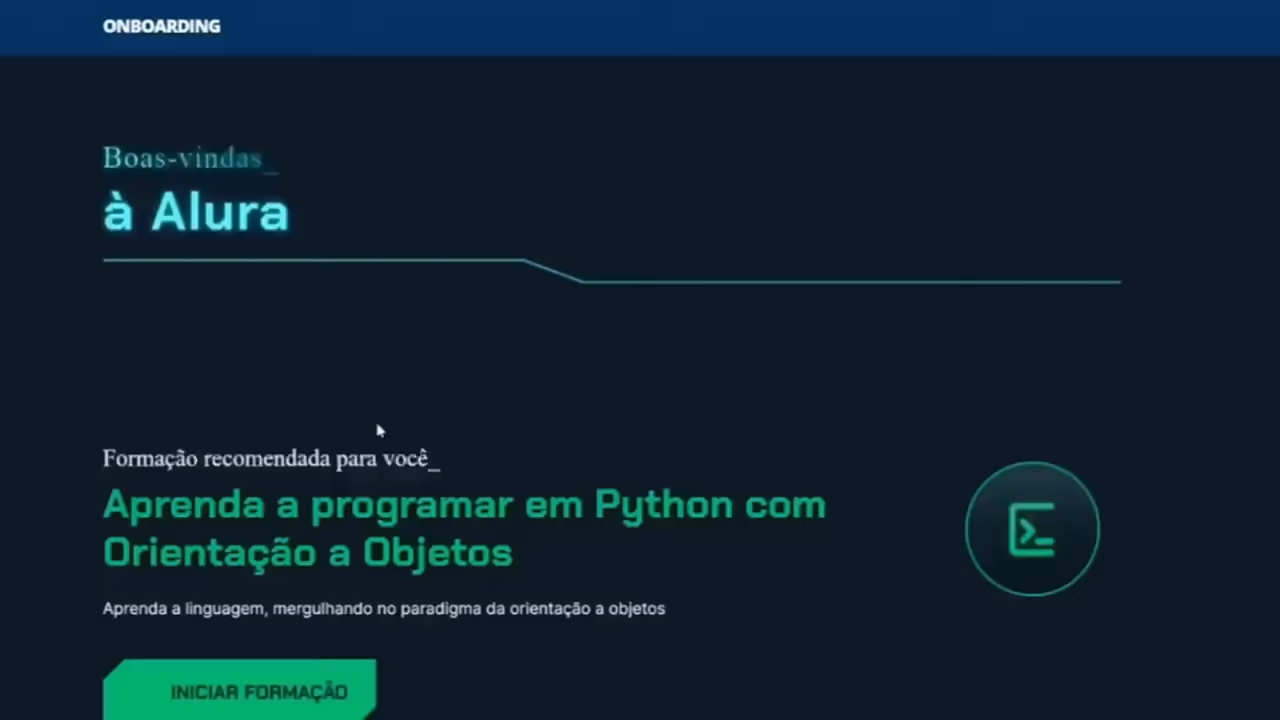 ONBOARDING
Boas-vindas_
à Alura
Formação recomendada para você_
Aprenda a programar em Python com
Orientação a Objetos
Aprenda a linguagem, mergulhando no paradigma da orientação a objetos
INICIAR FORMAÇÃO